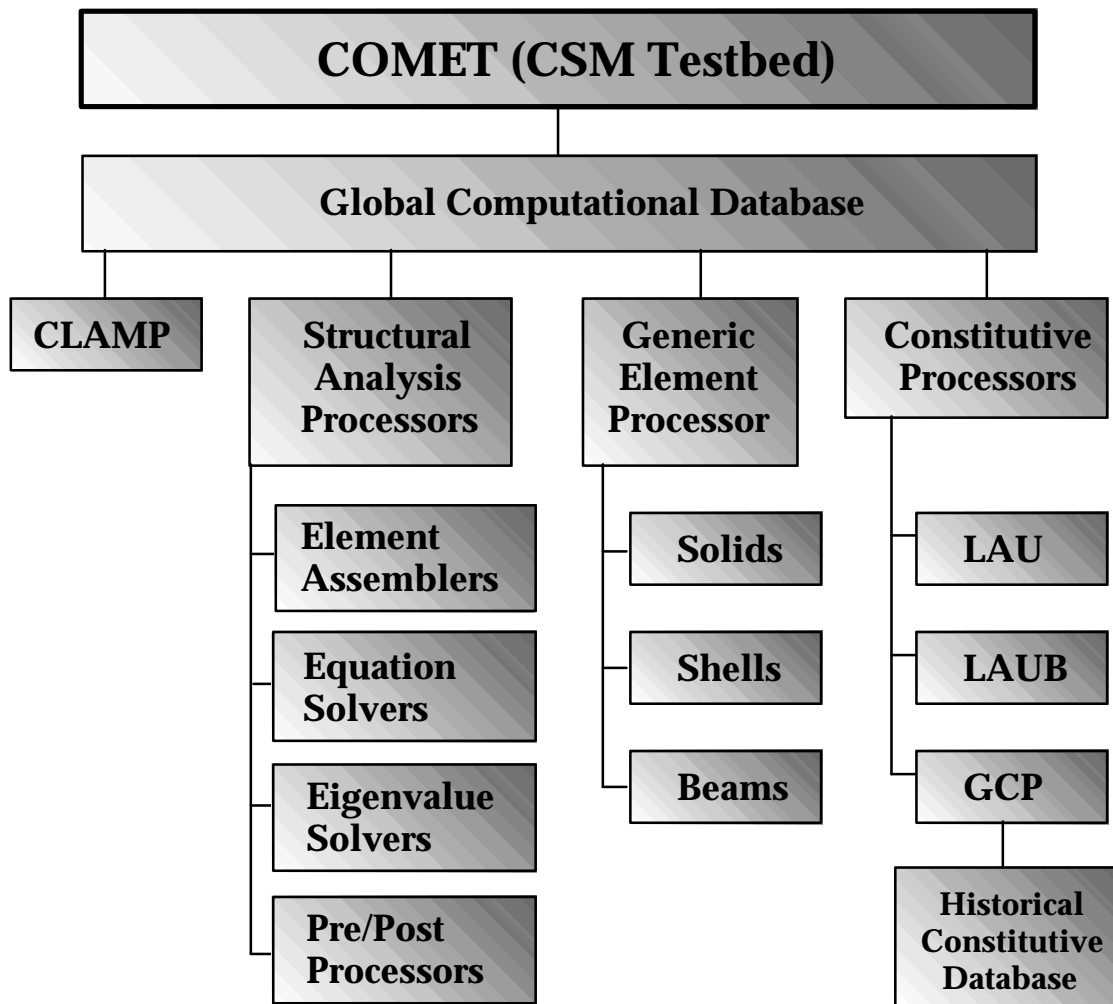 COMET (CSM Testbed)
Global Computational Database
CLAMP
Structural
Analysis
Processors
Generic
Element
Processor
Constitutive
Processors
Element
Assemblers
Equation
Solvers
Eigenvalue
Solvers
Pre/Post
Processors
Solids
Shells
Beams
LAU
LAUB
GCP
Historical
Constitutive
Database